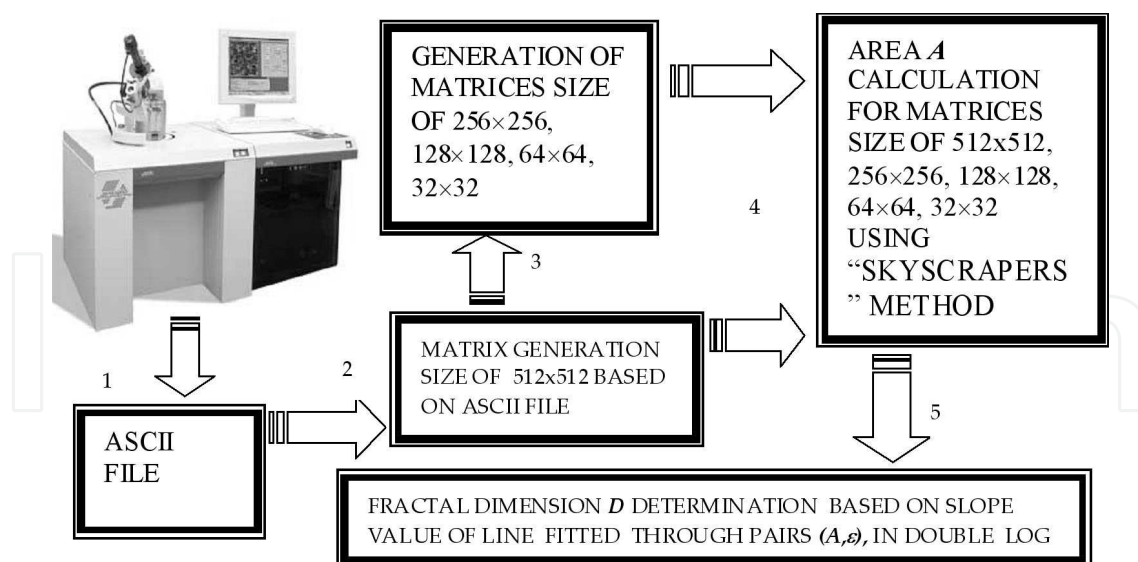 GENERATION OF
MATRICES SIZE
OF 256×256,
128×128, 64×64,
32×32
AREA A
CALCULATION
FOR MATRICES
SIZE OF 512x512,
256×256, 128×128,
64×64, 32×32
USING
“SKYSCRAPERS
” METHOD
4
3
1
2
MATRIX GENERATION
SIZE OF 512x512 BASED
ON ASCII FILE
5
ASCII
FILE
FRACTAL DIMENSION D DETERMINATION BASED ON SLOPE
VALUE OF LINE FITTED THROUGH PAIRS (A,ε), IN DOUBLE LOG